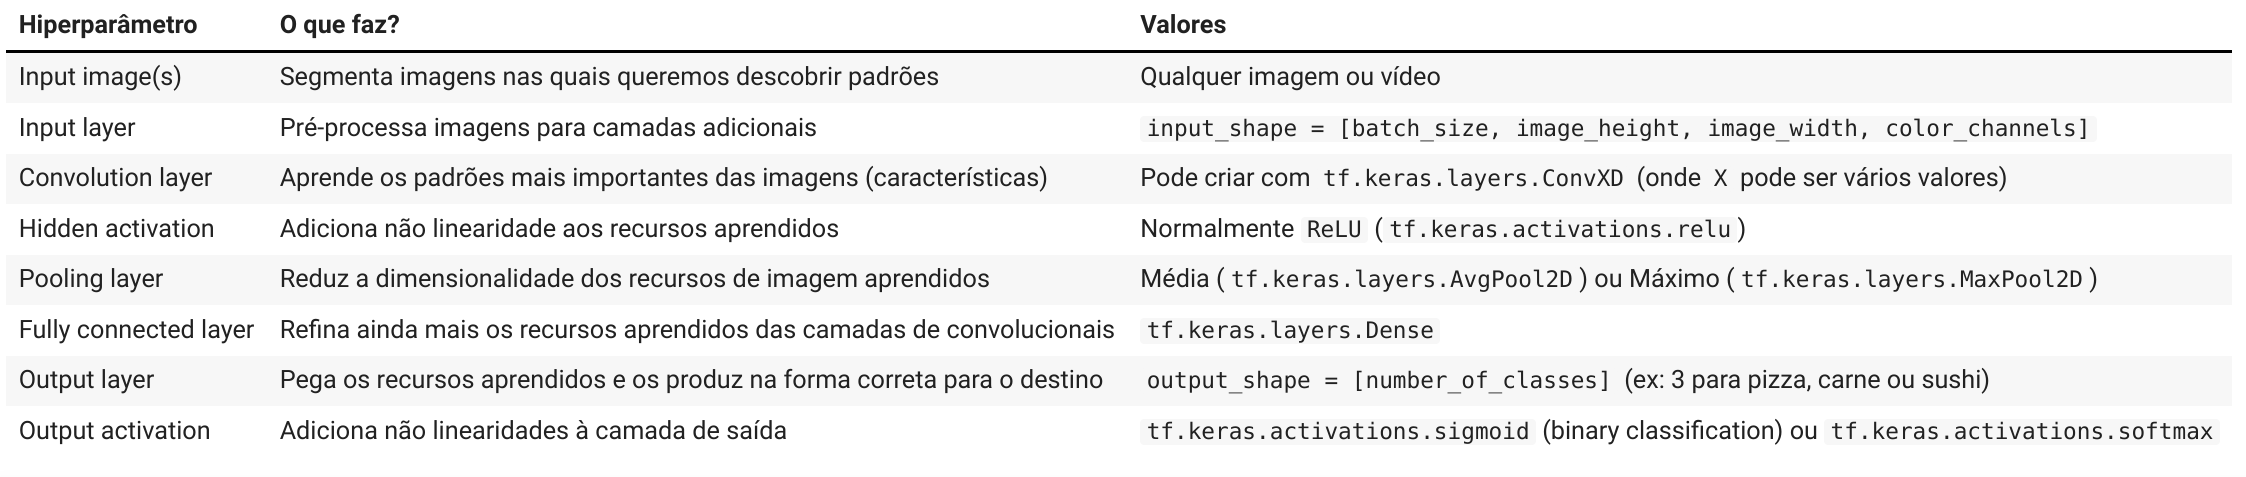 Hiperparâmetro O que faz? Valores
Input image(s) Segmenta imagens nas quais queremos descobrir padrões Qualquer imagem ou vídeo
Input layer Pré-processa imagens para camadas adicionais input_shape = [batch_size, image_height, image_width, color_channels]
Convolution layer Aprende os padrões mais importantes das imagens (características) Pode criar com tf.keras.layers.ConvXD (onde X pode ser vários valores)
Hidden activation Adiciona não linearidade aos recursos aprendidos Normalmente ReLU ( tf.keras.activations.relu )
Pooling layer Reduz a dimensionalidade dos recursos de imagem aprendidos Média ( tf.keras.layers.AvgPool2D ) ou Máximo ( tf.keras.layers.MaxPool2D )
Fully connected layer Refina ainda mais os recursos aprendidos das camadas de convolucionais tf.keras.layers.Dense
Output layer Pega os recursos aprendidos e os produz na forma correta para o destino output_shape = [number_of_classes] (ex: 3 para pizza, carne ou sushi)
Output activation Adiciona não linearidades à camada de saída tf.keras.activations.sigmoid (binary classification) ou tf.keras.activations.softmax